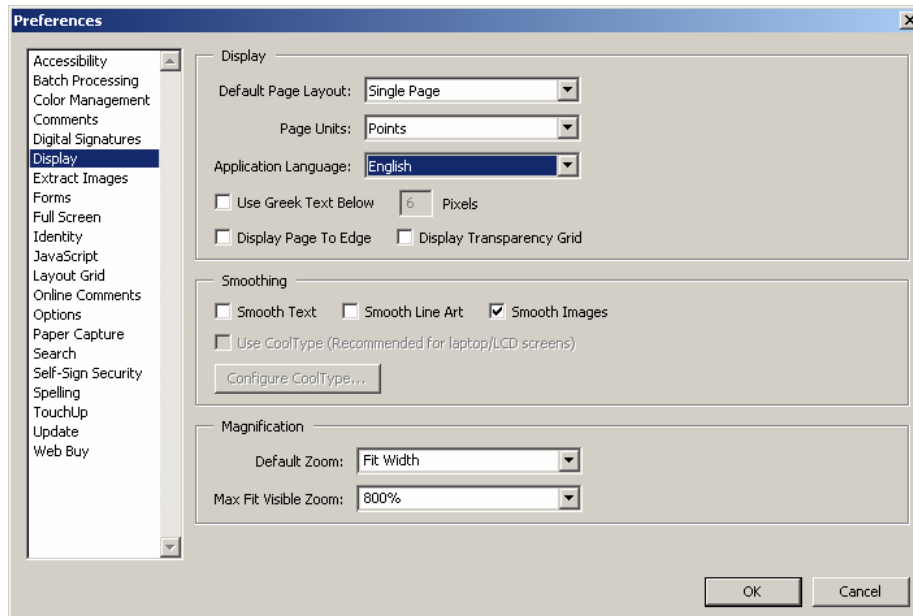 Preferences
Accessibility
Batch Processing
Color Management
Comments
Digital Signatures
Display
Extract Images
Forms
Full Screen
Identity
JavaScript
Layout Grid
Online Comments
Options
Paper Capture
Search
Self-Sign Security
Spelling
TouchUp
Update
Web Buy
Display
Default Page Layout: Single Page
Page Units: Points
Application Language: English
Use Greek Text Below 6 Pixels
Display Page To Edge Display Transparency Grid
Smoothing
Smooth Text Smooth Line Art Smooth Images
Use CoolType (Recommended for laptop/LCD screens)
Configure CoolType...
Magnification
Default Zoom: Fit Width
Max Fit Visible Zoom: 800%
OK Cancel